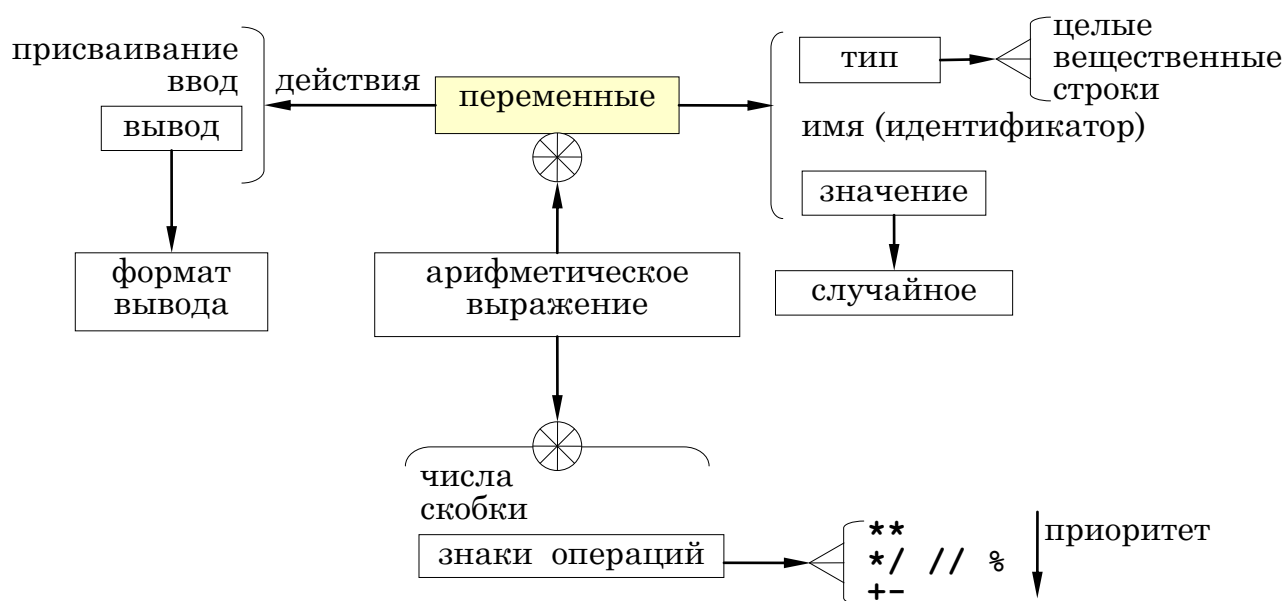 присваивание
ввод
вывод
формат
вывода
действия
переменные
тип
целые
вещественные
строки
имя (идентификатор)
значение
случайное
арифметическое
выражение
числа
скобки
знаки операций
**
*/ // %
+-
приоритет